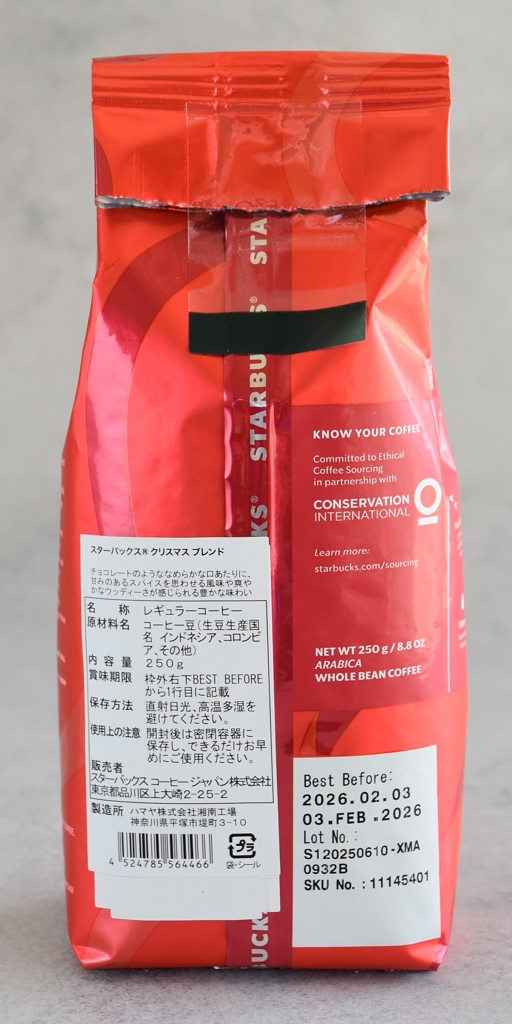 STARBUCKS®
KNOW YOUR COFFEE
Committed to Ethical
Coffee Sourcing
in partnership with
CONSERVATION
INTERNATIONAL
Learn more:
starbucks.com/sourcing
NET WT 250 g / 8.8 OZ
ARABICA
WHOLE BEAN COFFEE
スターバックス® クリスマス ブレンド
チョコレートのようななめらかな口あたりに、
甘みのあるスパイスを思わせる風味や爽や
かなウッディーさが感じられる豊かな味わい
名 称 レギュラーコーヒー
原材料名 コーヒー豆(生豆生産国
名 インドネシア、コロンビ
ア、その他)
内 容 量 250g
賞味期限 枠外右下BEST BEFORE
から1行目に記載
保存方法 直射日光、高温多湿を
避けてください。
使用上の注意 開封後は密閉容器に
保存し、できるだけお早
めにご使用ください。
販売者
スターバックス コーヒー ジャパン株式会社
東京都品川区上大崎2-25-2
製造所 ハマヤ株式会社湘南工場
神奈川県平塚市堤町3-10
4 524785 564466
プラ
袋・シール
Best Before:
2026.02.03
03.FEB .2026
Lot No.:
S120250610-XMA
0932B
SKU No. : 11145401